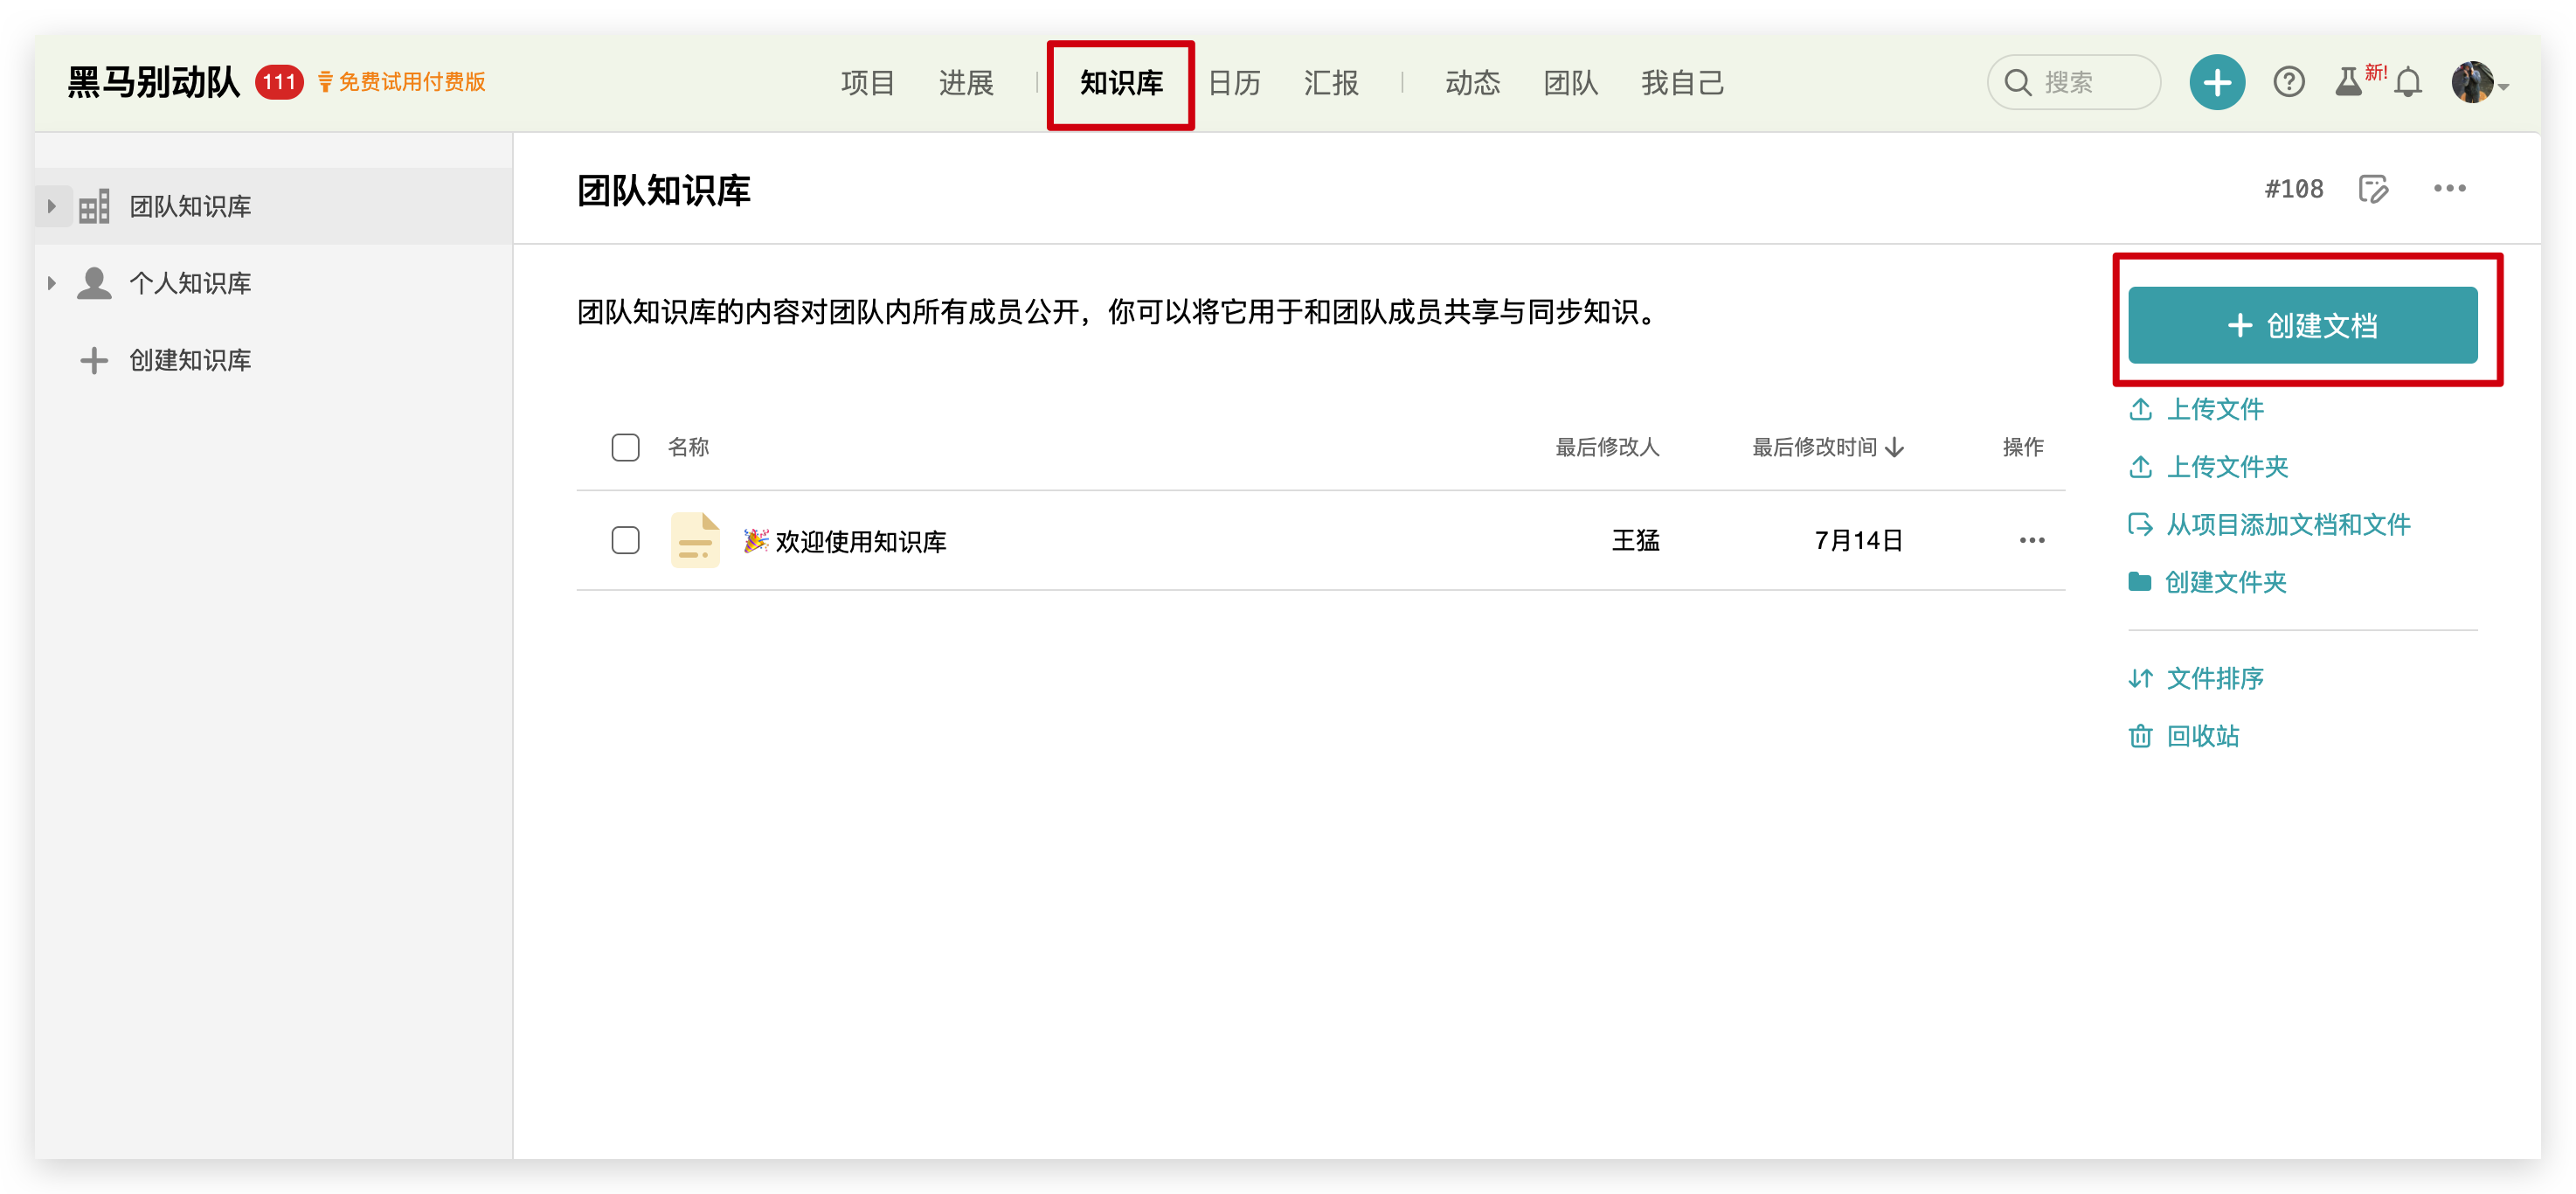 黑马别动队 111 免费试用付费版 项目 进展 知识库 日历 汇报 动态 团队 我自己 搜索 新!
团队知识库
个人知识库
创建知识库
团队知识库 #108
团队知识库的内容对团队内所有成员公开，你可以将它用于和团队成员共享与同步知识。
名称 最后修改人 最后修改时间 操作
🎉 欢迎使用知识库 王猛 7月14日
创建文档
上传文件
上传文件夹
从项目添加文档和文件
创建文件夹
文件排序
回收站